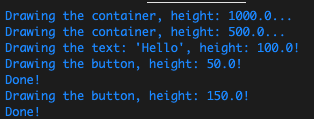 Drawing the container, height: 1000.0...
Drawing the container, height: 500.0...
Drawing the text: 'Hello', height: 100.0!
Drawing the button, height: 50.0!
Done!
Drawing the button, height: 150.0!
Done!